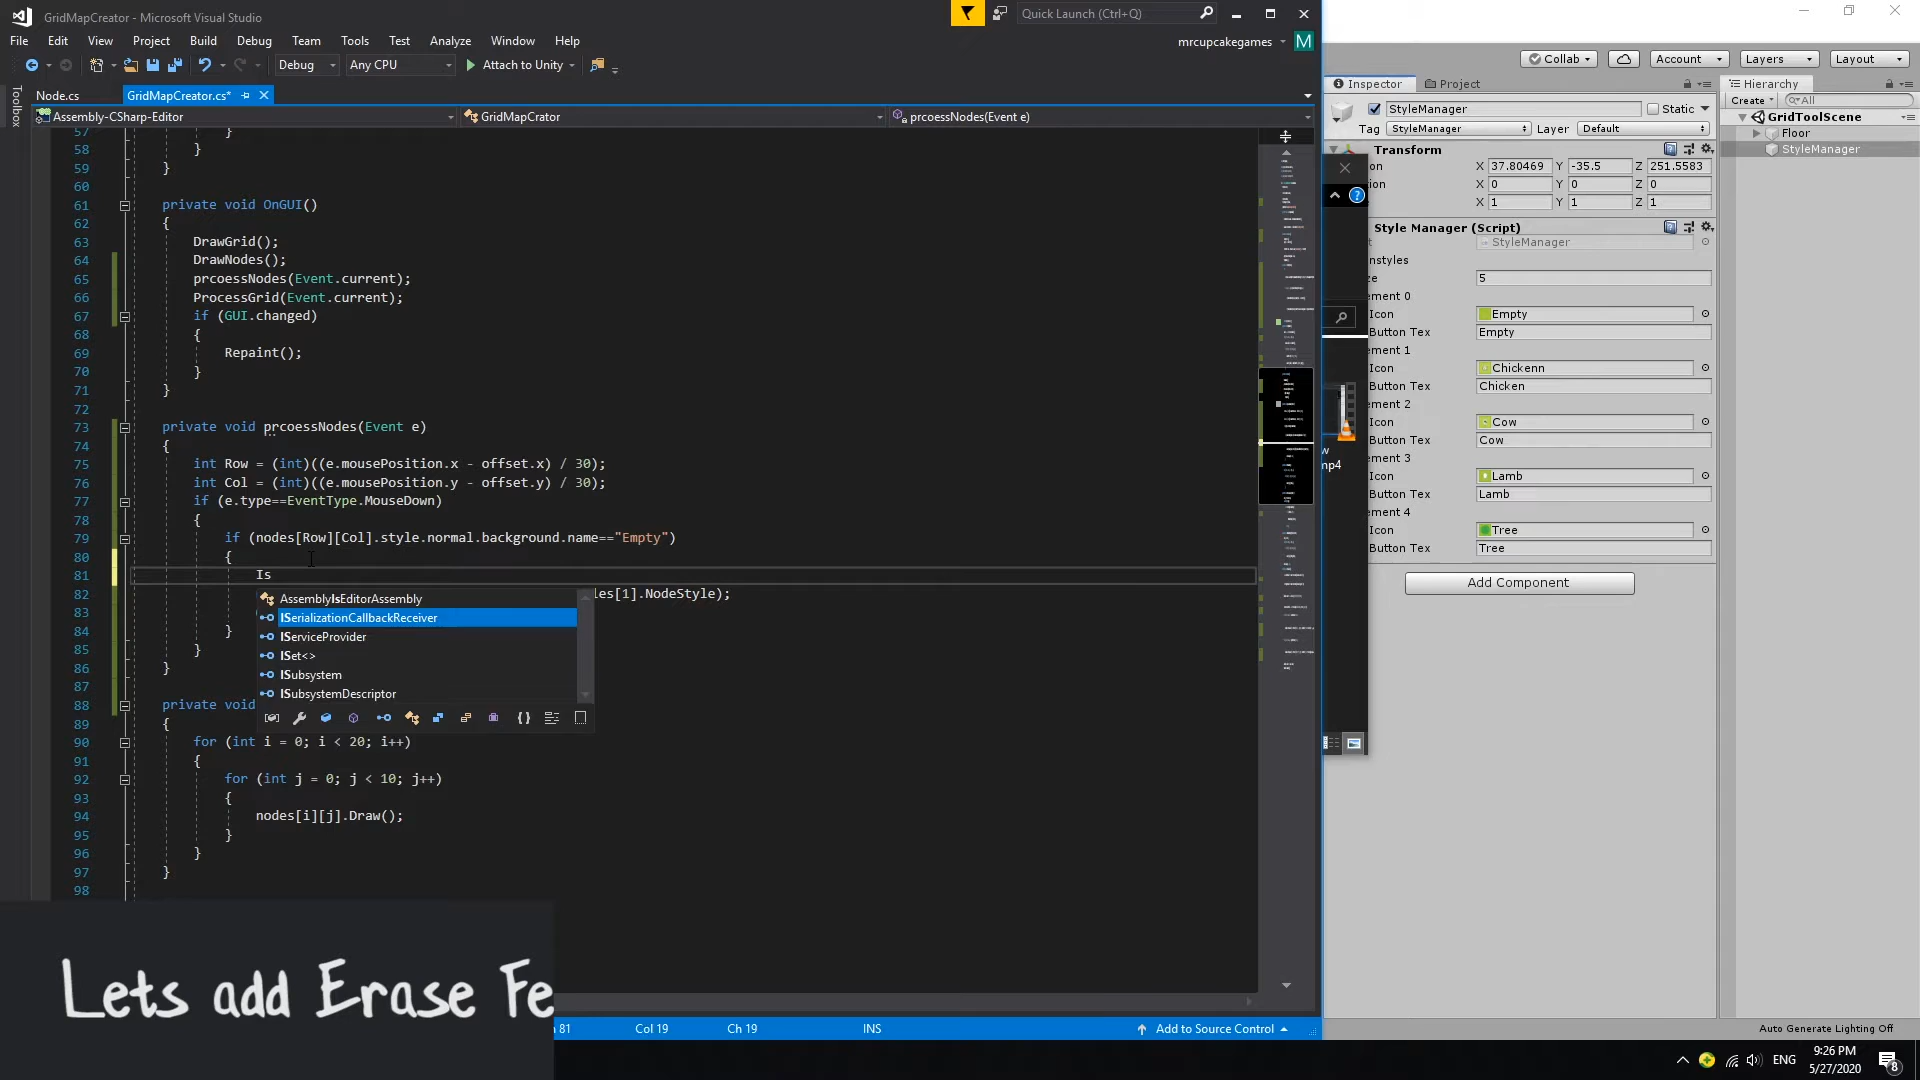 GridMapCreator - Microsoft Visual Studio
Quick Launch (Ctrl+Q)
File Edit View Project Build Debug Team Tools Test Analyze Window Help
mrcupcakegames M
Debug Any CPU Attach to Unity
Toolbox
Node.cs GridMapCreator.cs*
Assembly-CSharp-Editor GridMapCrator prcoessNodes(Event e)
57 }
58 }
59 }
60
61 private void OnGUI()
62 {
63 DrawGrid();
64 DrawNodes();
65 prcoessNodes(Event.current);
66 ProcessGrid(Event.current);
67 if (GUI.changed)
68 {
69 Repaint();
70 }
71 }
72
73 private void prcoessNodes(Event e)
74 {
75 int Row = (int)((e.mousePosition.x - offset.x) / 30);
76 int Col = (int)((e.mousePosition.y - offset.y) / 30);
77 if (e.type==EventType.MouseDown)
78 {
79 if (nodes[Row][Col].style.normal.background.name=="Empty")
80 {
81 Is
82 les[1].NodeStyle);
83
84 }
85 }
86 }
87
88 private void
89 {
90 for (int i = 0; i < 20; i++)
91 {
92 for (int j = 0; j < 10; j++)
93 {
94 nodes[i][j].Draw();
95 }
96 }
97 }
98
AssemblyIsEditorAssembly
ISerializationCallbackReceiver
IServiceProvider
ISet<>
ISubsystem
ISubsystemDescriptor
Lets add Erase Fe
81 Col 19 Ch 19 INS Add to Source Control
Collab Account Layers Layout
Inspector Project
StyleManager Static
Tag StyleManager Layer Default
Transform
on X 37.80469 Y -35.5 Z 251.5583
ion X 0 Y 0 Z 0
X 1 Y 1 Z 1
Style Manager (Script)
t StyleManager
nstyles
ze 5
ement 0
Icon Empty
Button Tex Empty
ement 1
Icon Chickenn
Button Tex Chicken
ement 2
Icon Cow
Button Tex Cow
ement 3
Icon Lamb
Button Tex Lamb
ement 4
Icon Tree
Button Tex Tree
Add Component
w
mp4
Hierarchy
Create All
GridToolScene
Floor
StyleManager
Auto Generate Lighting Off
ENG
9:26 PM
5/27/2020
8